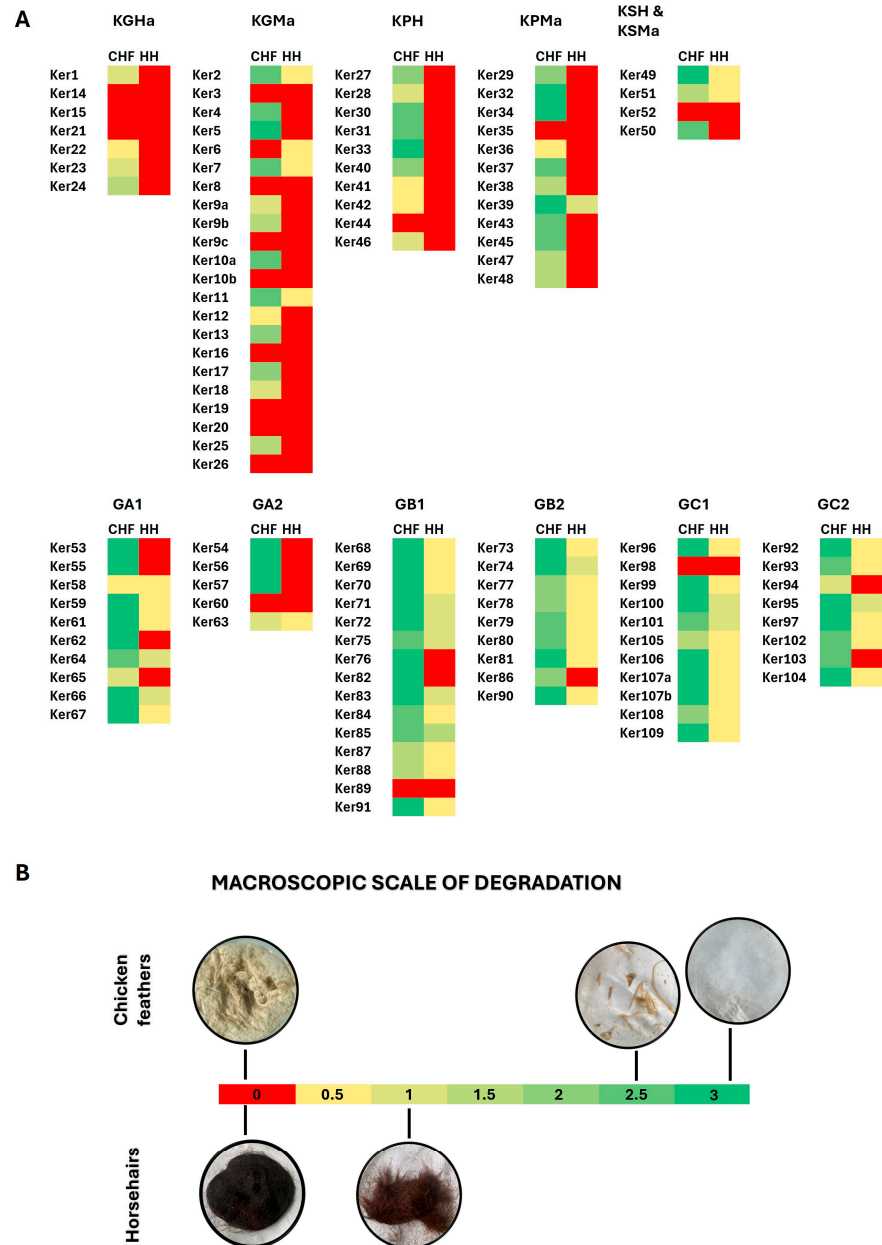 A
KGHa KGMa KPH KPMa KSH &
KSMa
CHF HH CHF HH CHF HH CHF HH CHF HH
Ker1 Ker2 Ker27 Ker29 Ker49
Ker14 Ker3 Ker28 Ker32 Ker51
Ker15 Ker4 Ker30 Ker34 Ker52
Ker21 Ker5 Ker31 Ker35 Ker50
Ker22 Ker6 Ker33 Ker36
Ker23 Ker7 Ker40 Ker37
Ker24 Ker8 Ker41 Ker38
Ker9a Ker42 Ker39
Ker9b Ker44 Ker43
Ker9c Ker46 Ker45
Ker10a Ker47
Ker10b Ker48
Ker11
Ker12
Ker13
Ker16
Ker17
Ker18
Ker19
Ker20
Ker25
Ker26
GA1 GA2 GB1 GB2 GC1 GC2
CHF HH CHF HH CHF HH CHF HH CHF HH CHF HH
Ker53 Ker54 Ker68 Ker73 Ker96 Ker92
Ker55 Ker56 Ker69 Ker74 Ker98 Ker93
Ker58 Ker57 Ker70 Ker77 Ker99 Ker94
Ker59 Ker60 Ker71 Ker78 Ker100 Ker95
Ker61 Ker63 Ker72 Ker79 Ker101 Ker97
Ker62 Ker75 Ker80 Ker105 Ker102
Ker64 Ker76 Ker81 Ker106 Ker103
Ker65 Ker82 Ker86 Ker107a Ker104
Ker66 Ker83 Ker90 Ker107b
Ker67 Ker84 Ker108
Ker85 Ker109
Ker87
Ker88
Ker89
Ker91
B
MACROSCOPIC SCALE OF DEGRADATION
Chicken
feathers
0 0.5 1 1.5 2 2.5 3
Horsehairs